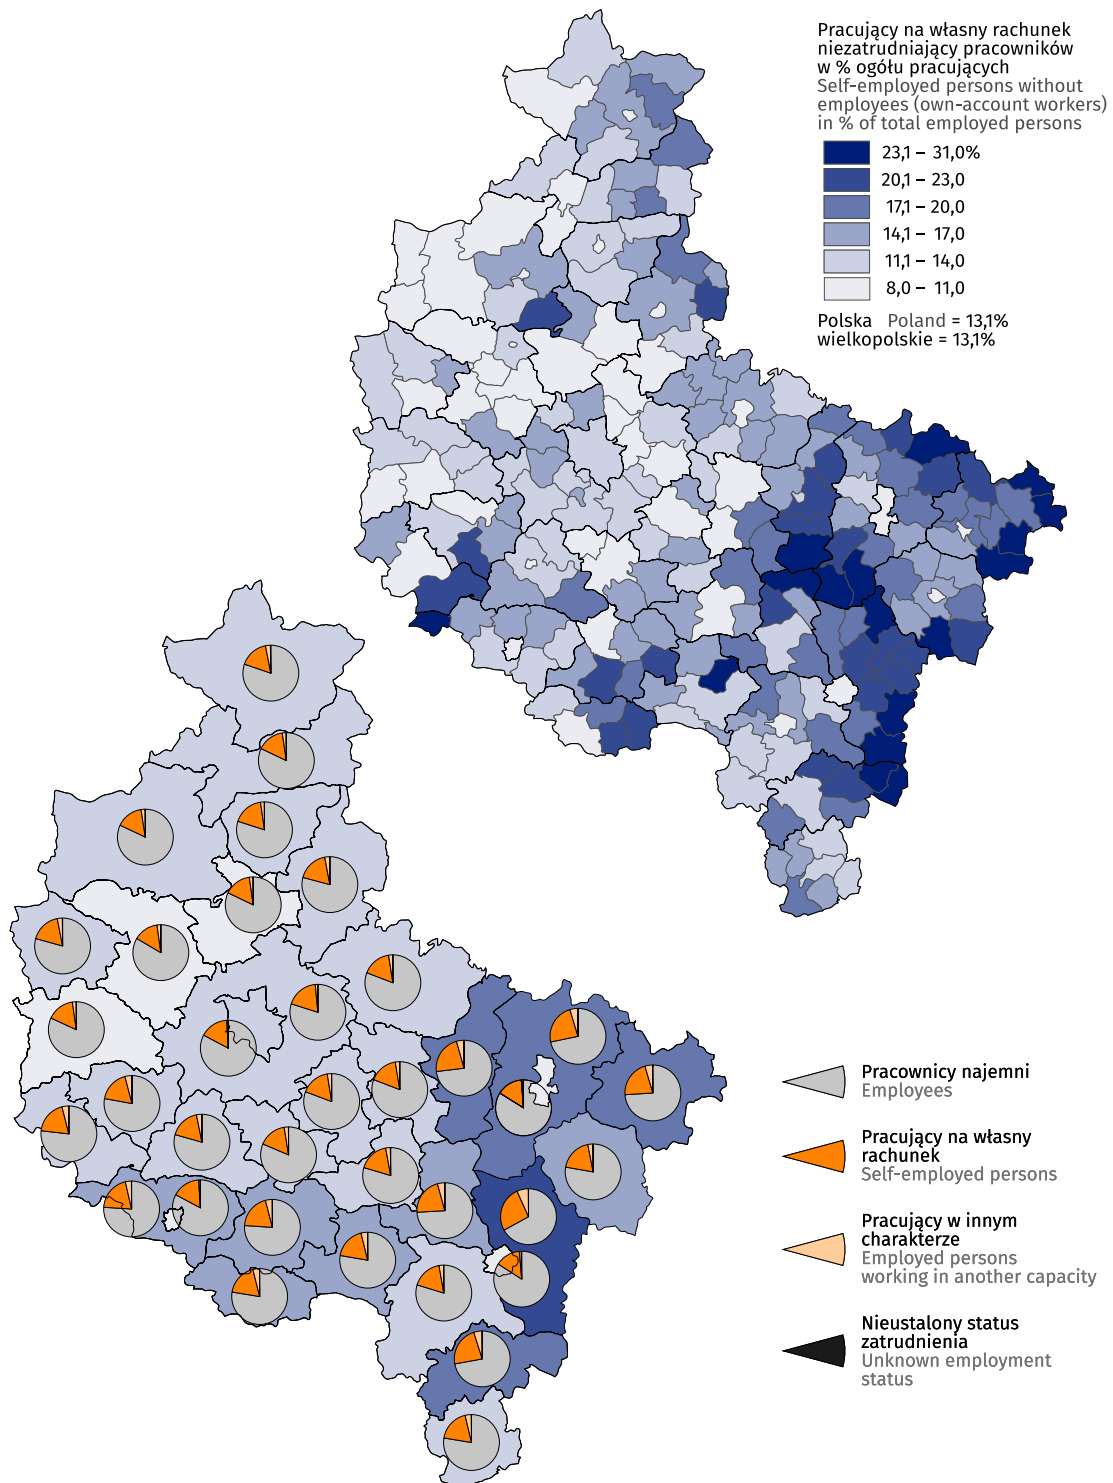 Pracujący na własny rachunek
niezatrudniający pracowników
w % ogółu pracujących
Self-employed persons without
employees (own-account workers)
in % of total employed persons
23,1 – 31,0%
20,1 – 23,0
17,1 – 20,0
14,1 – 17,0
11,1 – 14,0
8,0 – 11,0
Polska Poland = 13,1%
wielkopolskie = 13,1%
Pracownicy najemni
Employees
Pracujący na własny
rachunek
Self-employed persons
Pracujący w innym
charakterze
Employed persons
working in another capacity
Nieustalony status
zatrudnienia
Unknown employment
status